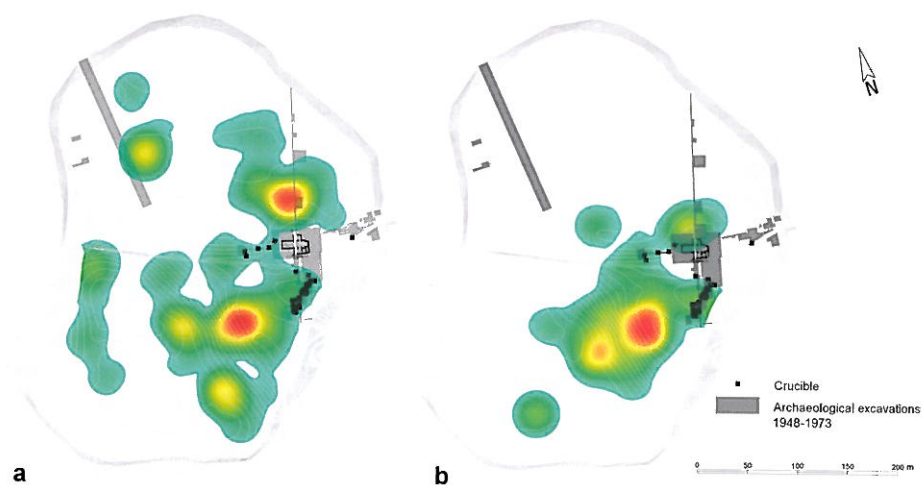 N
Crucible
Archaeological excavations
1948-1973
0 50 100 150 200 m
a
b